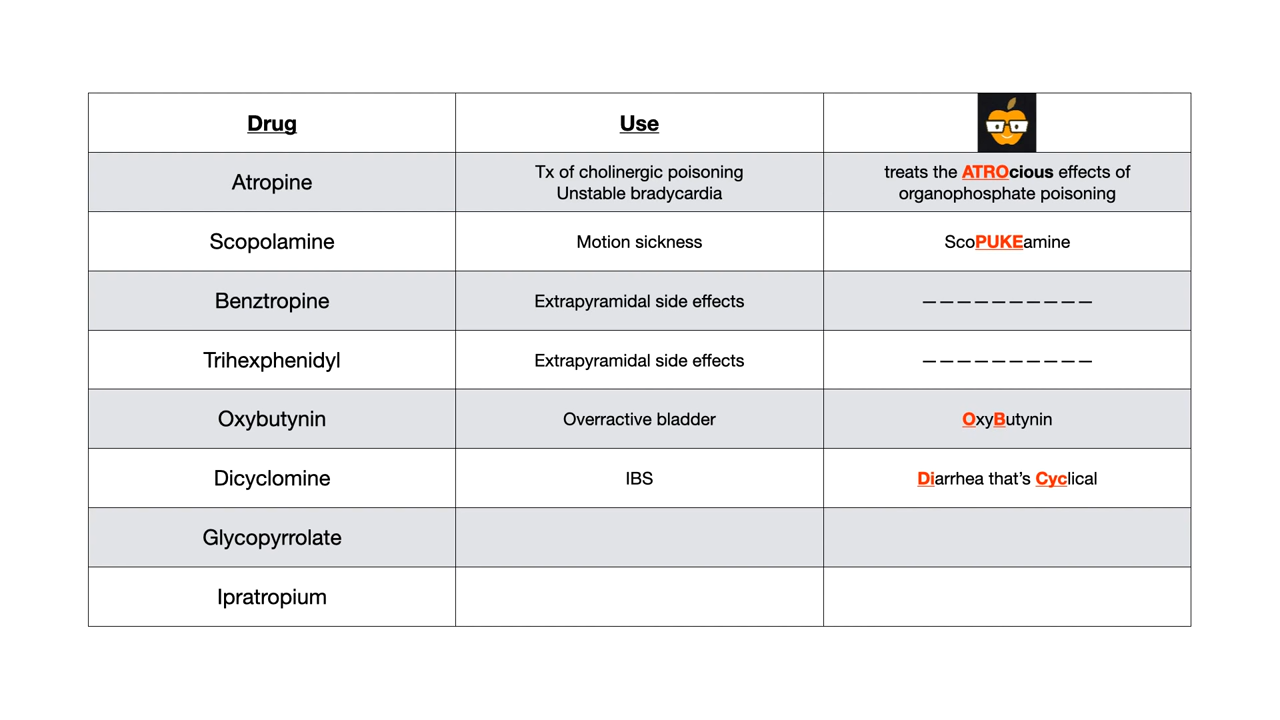 Drug
Use
Atropine
Tx of cholinergic poisoning
Unstable bradycardia
treats the ATROcious effects of
organophosphate poisoning
Scopolamine
Motion sickness
ScoPUKEamine
Benztropine
Extrapyramidal side effects
— — — — — — — — — —
Trihexphenidyl
Extrapyramidal side effects
— — — — — — — — — —
Oxybutynin
Overractive bladder
OxyButynin
Dicyclomine
IBS
Diarrhea that’s Cyclical
Glycopyrrolate
Ipratropium